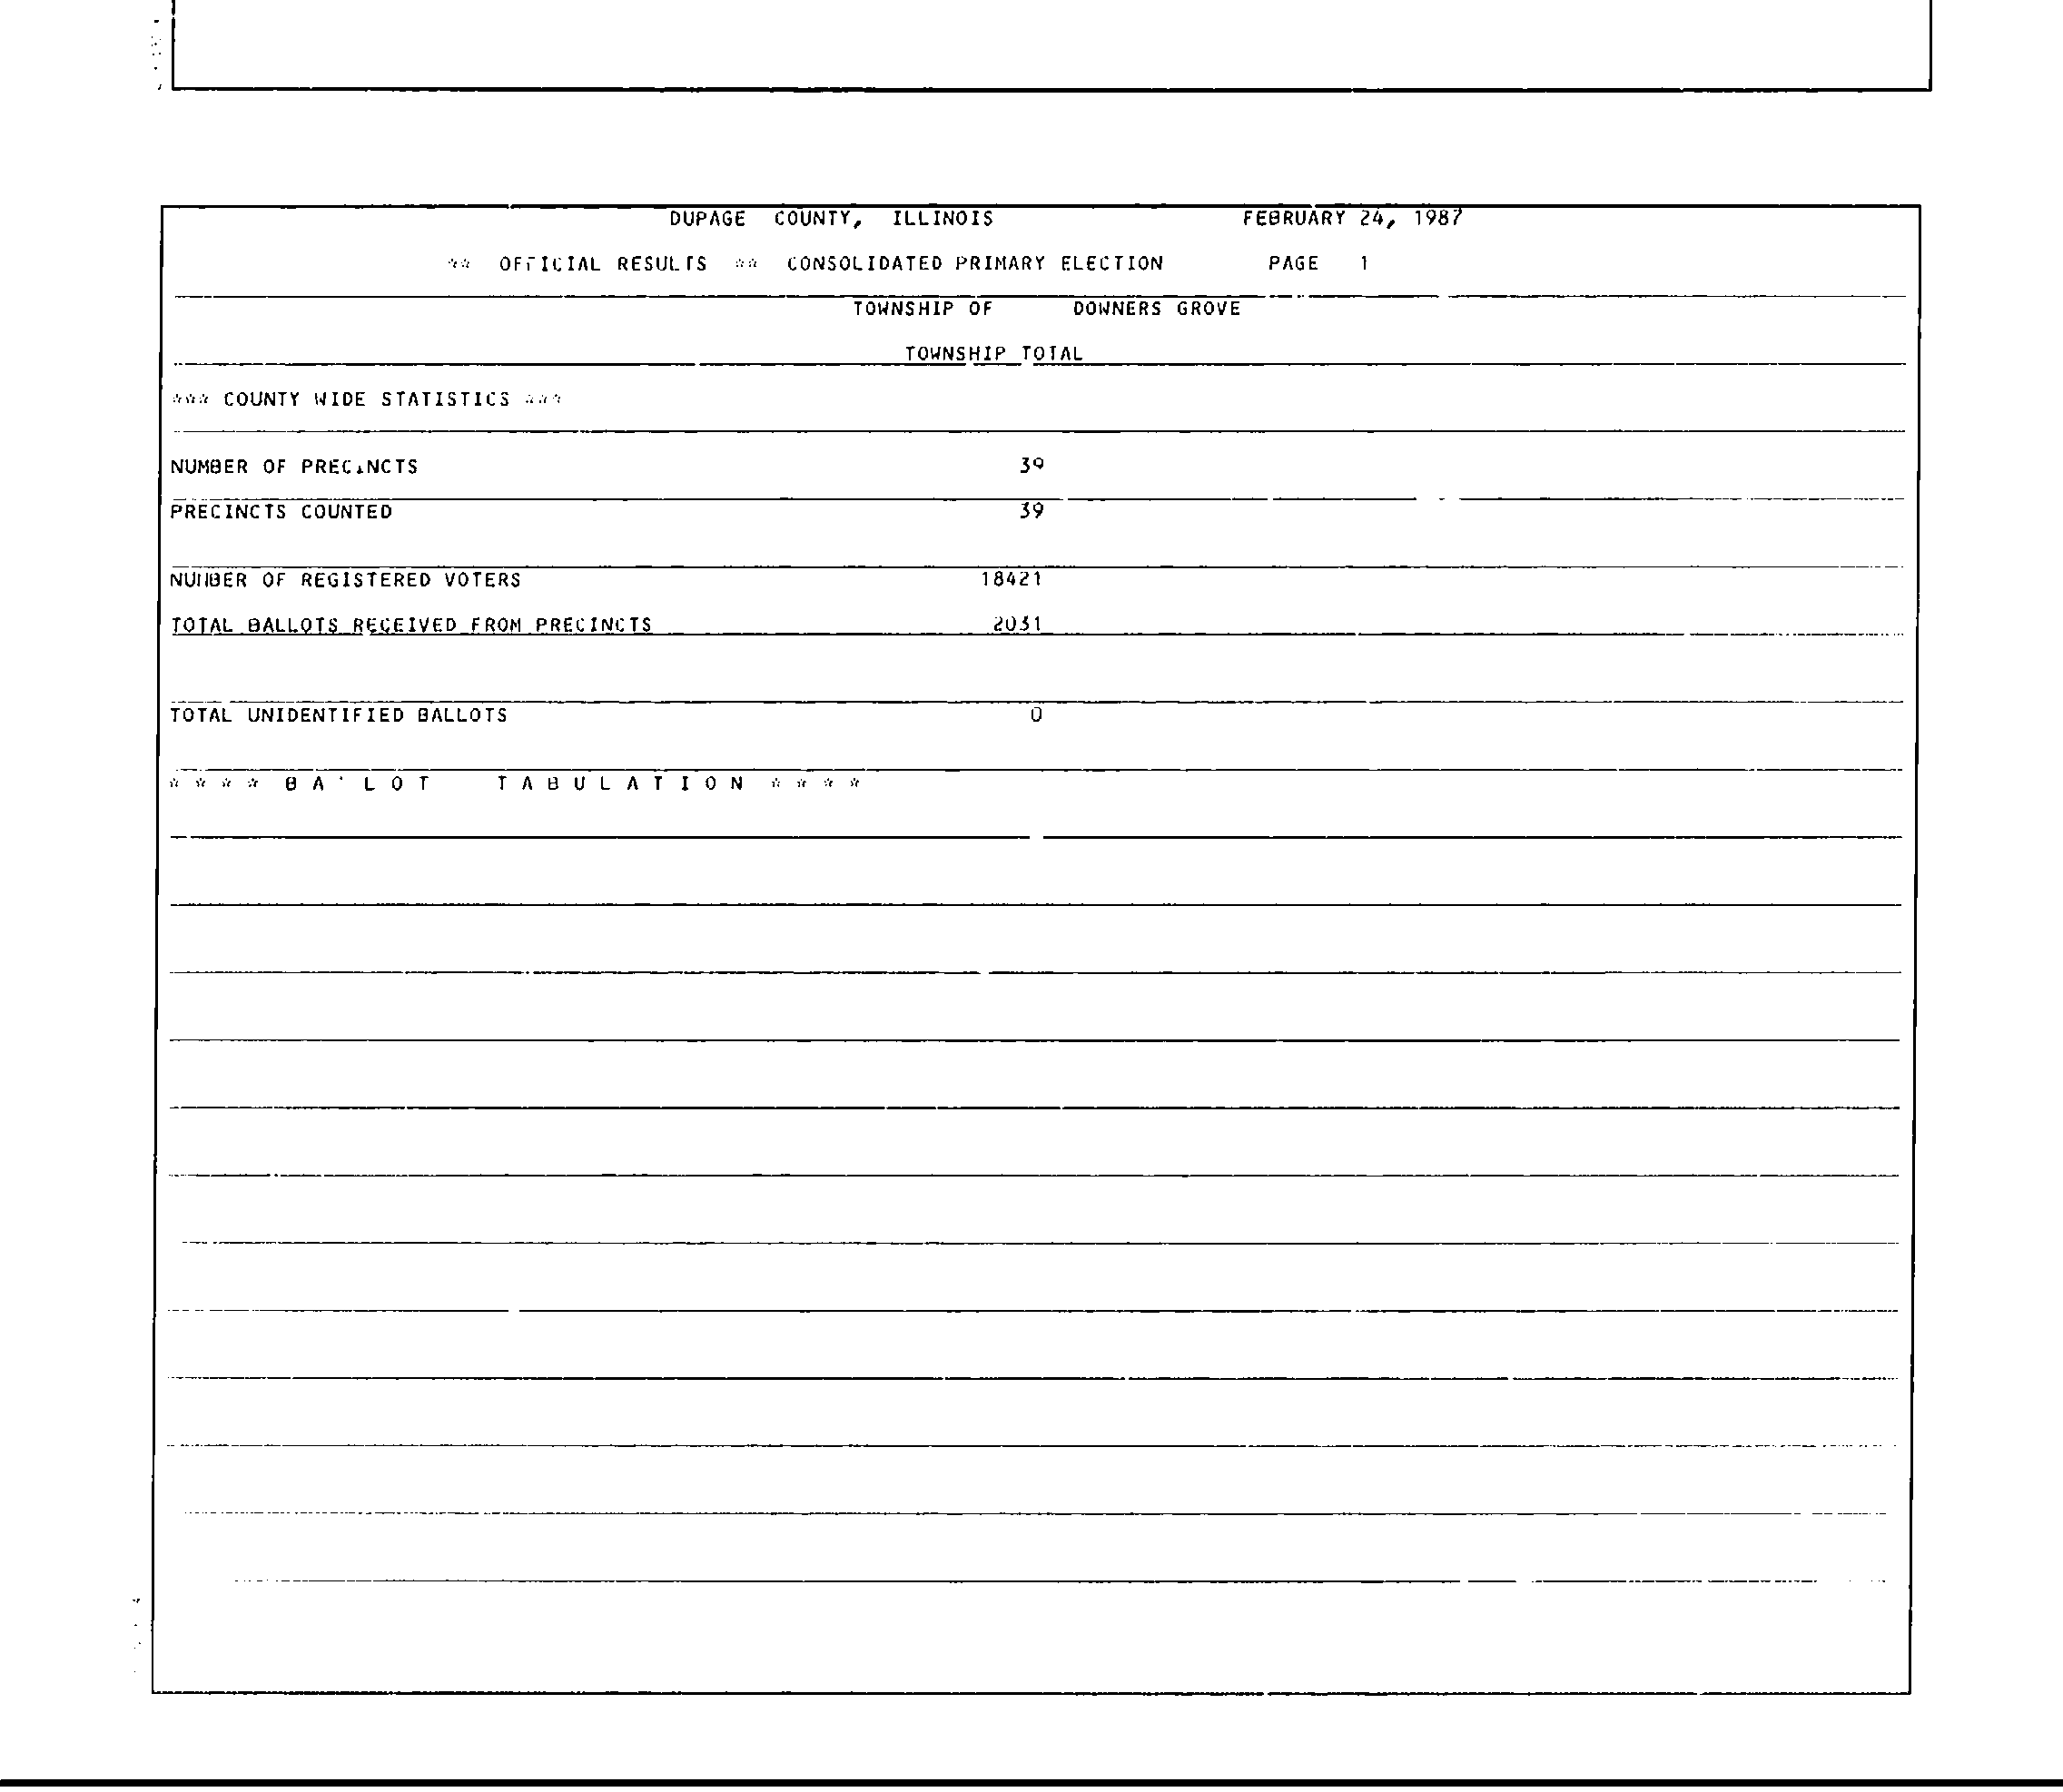 DUPAGE COUNTY, ILLINOIS FEBRUARY 24, 1987
** OFFICIAL RESULTS ** CONSOLIDATED PRIMARY ELECTION PAGE 1
TOWNSHIP OF DOWNERS GROVE
TOWNSHIP TOTAL
*** COUNTY WIDE STATISTICS ***
NUMBER OF PRECINCTS 39
PRECINCTS COUNTED 39
NUMBER OF REGISTERED VOTERS 18421
TOTAL BALLOTS RECEIVED FROM PRECINCTS 2031
TOTAL UNIDENTIFIED BALLOTS 0
* * * * B A L L O T T A B U L A T I O N * * * *